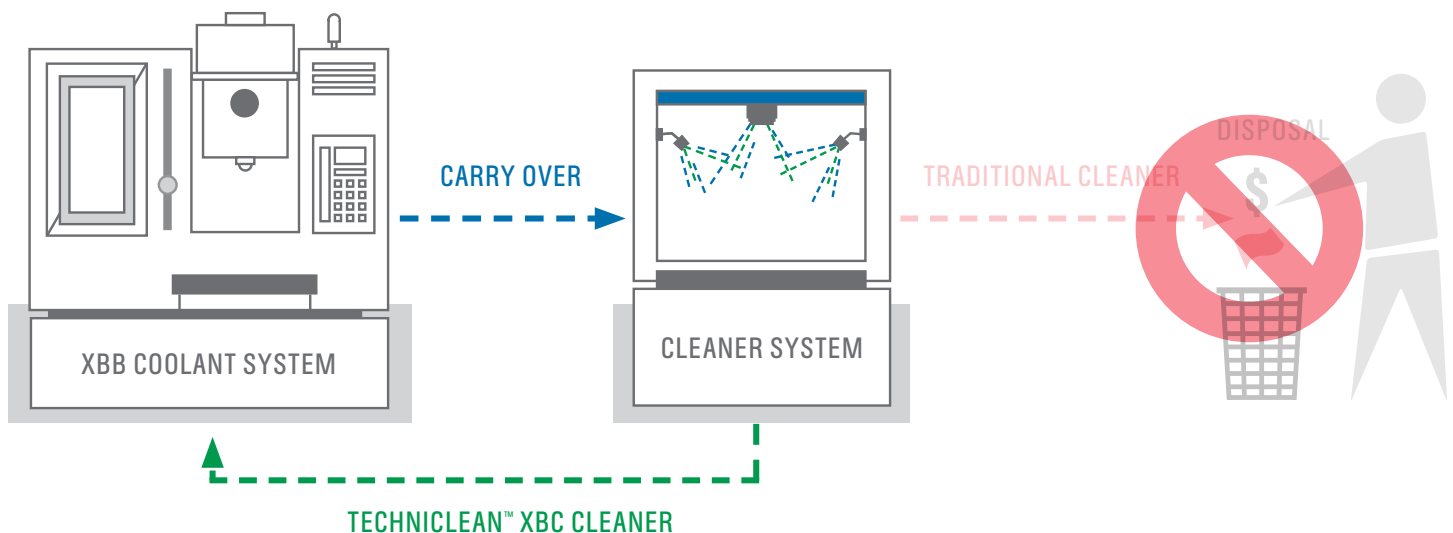 DISPOSAL
$
CARRY OVER
TRADITIONAL CLEANER
XBB COOLANT SYSTEM
CLEANER SYSTEM
TECHNICLEAN™ XBC CLEANER